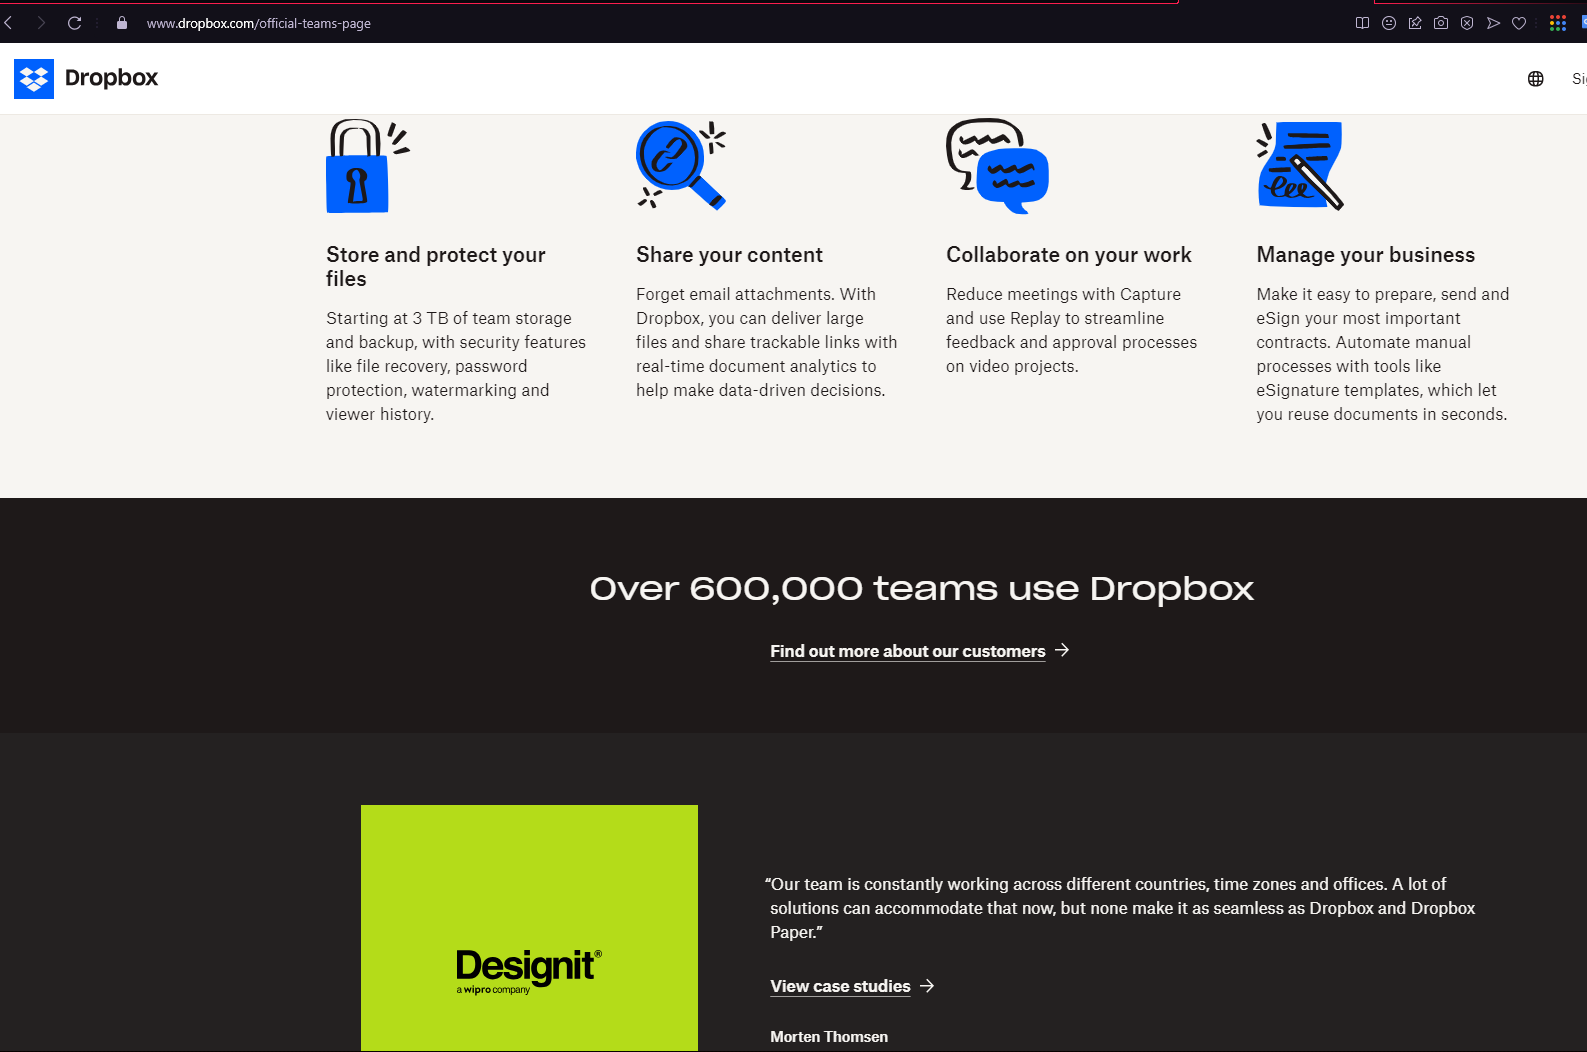 www.dropbox.com/official-teams-page
Dropbox
Store and protect your
files
Starting at 3 TB of team storage
and backup, with security features
like file recovery, password
protection, watermarking and
viewer history.
Share your content
Forget email attachments. With
Dropbox, you can deliver large
files and share trackable links with
real-time document analytics to
help make data-driven decisions.
Collaborate on your work
Reduce meetings with Capture
and use Replay to streamline
feedback and approval processes
on video projects.
Manage your business
Make it easy to prepare, send and
eSign your most important
contracts. Automate manual
processes with tools like
eSignature templates, which let
you reuse documents in seconds.
Over 600,000 teams use Dropbox
Find out more about our customers →
Designit®
a wipro company
“Our team is constantly working across different countries, time zones and offices. A lot of
solutions can accommodate that now, but none make it as seamless as Dropbox and Dropbox
Paper.”
View case studies →
Morten Thomsen